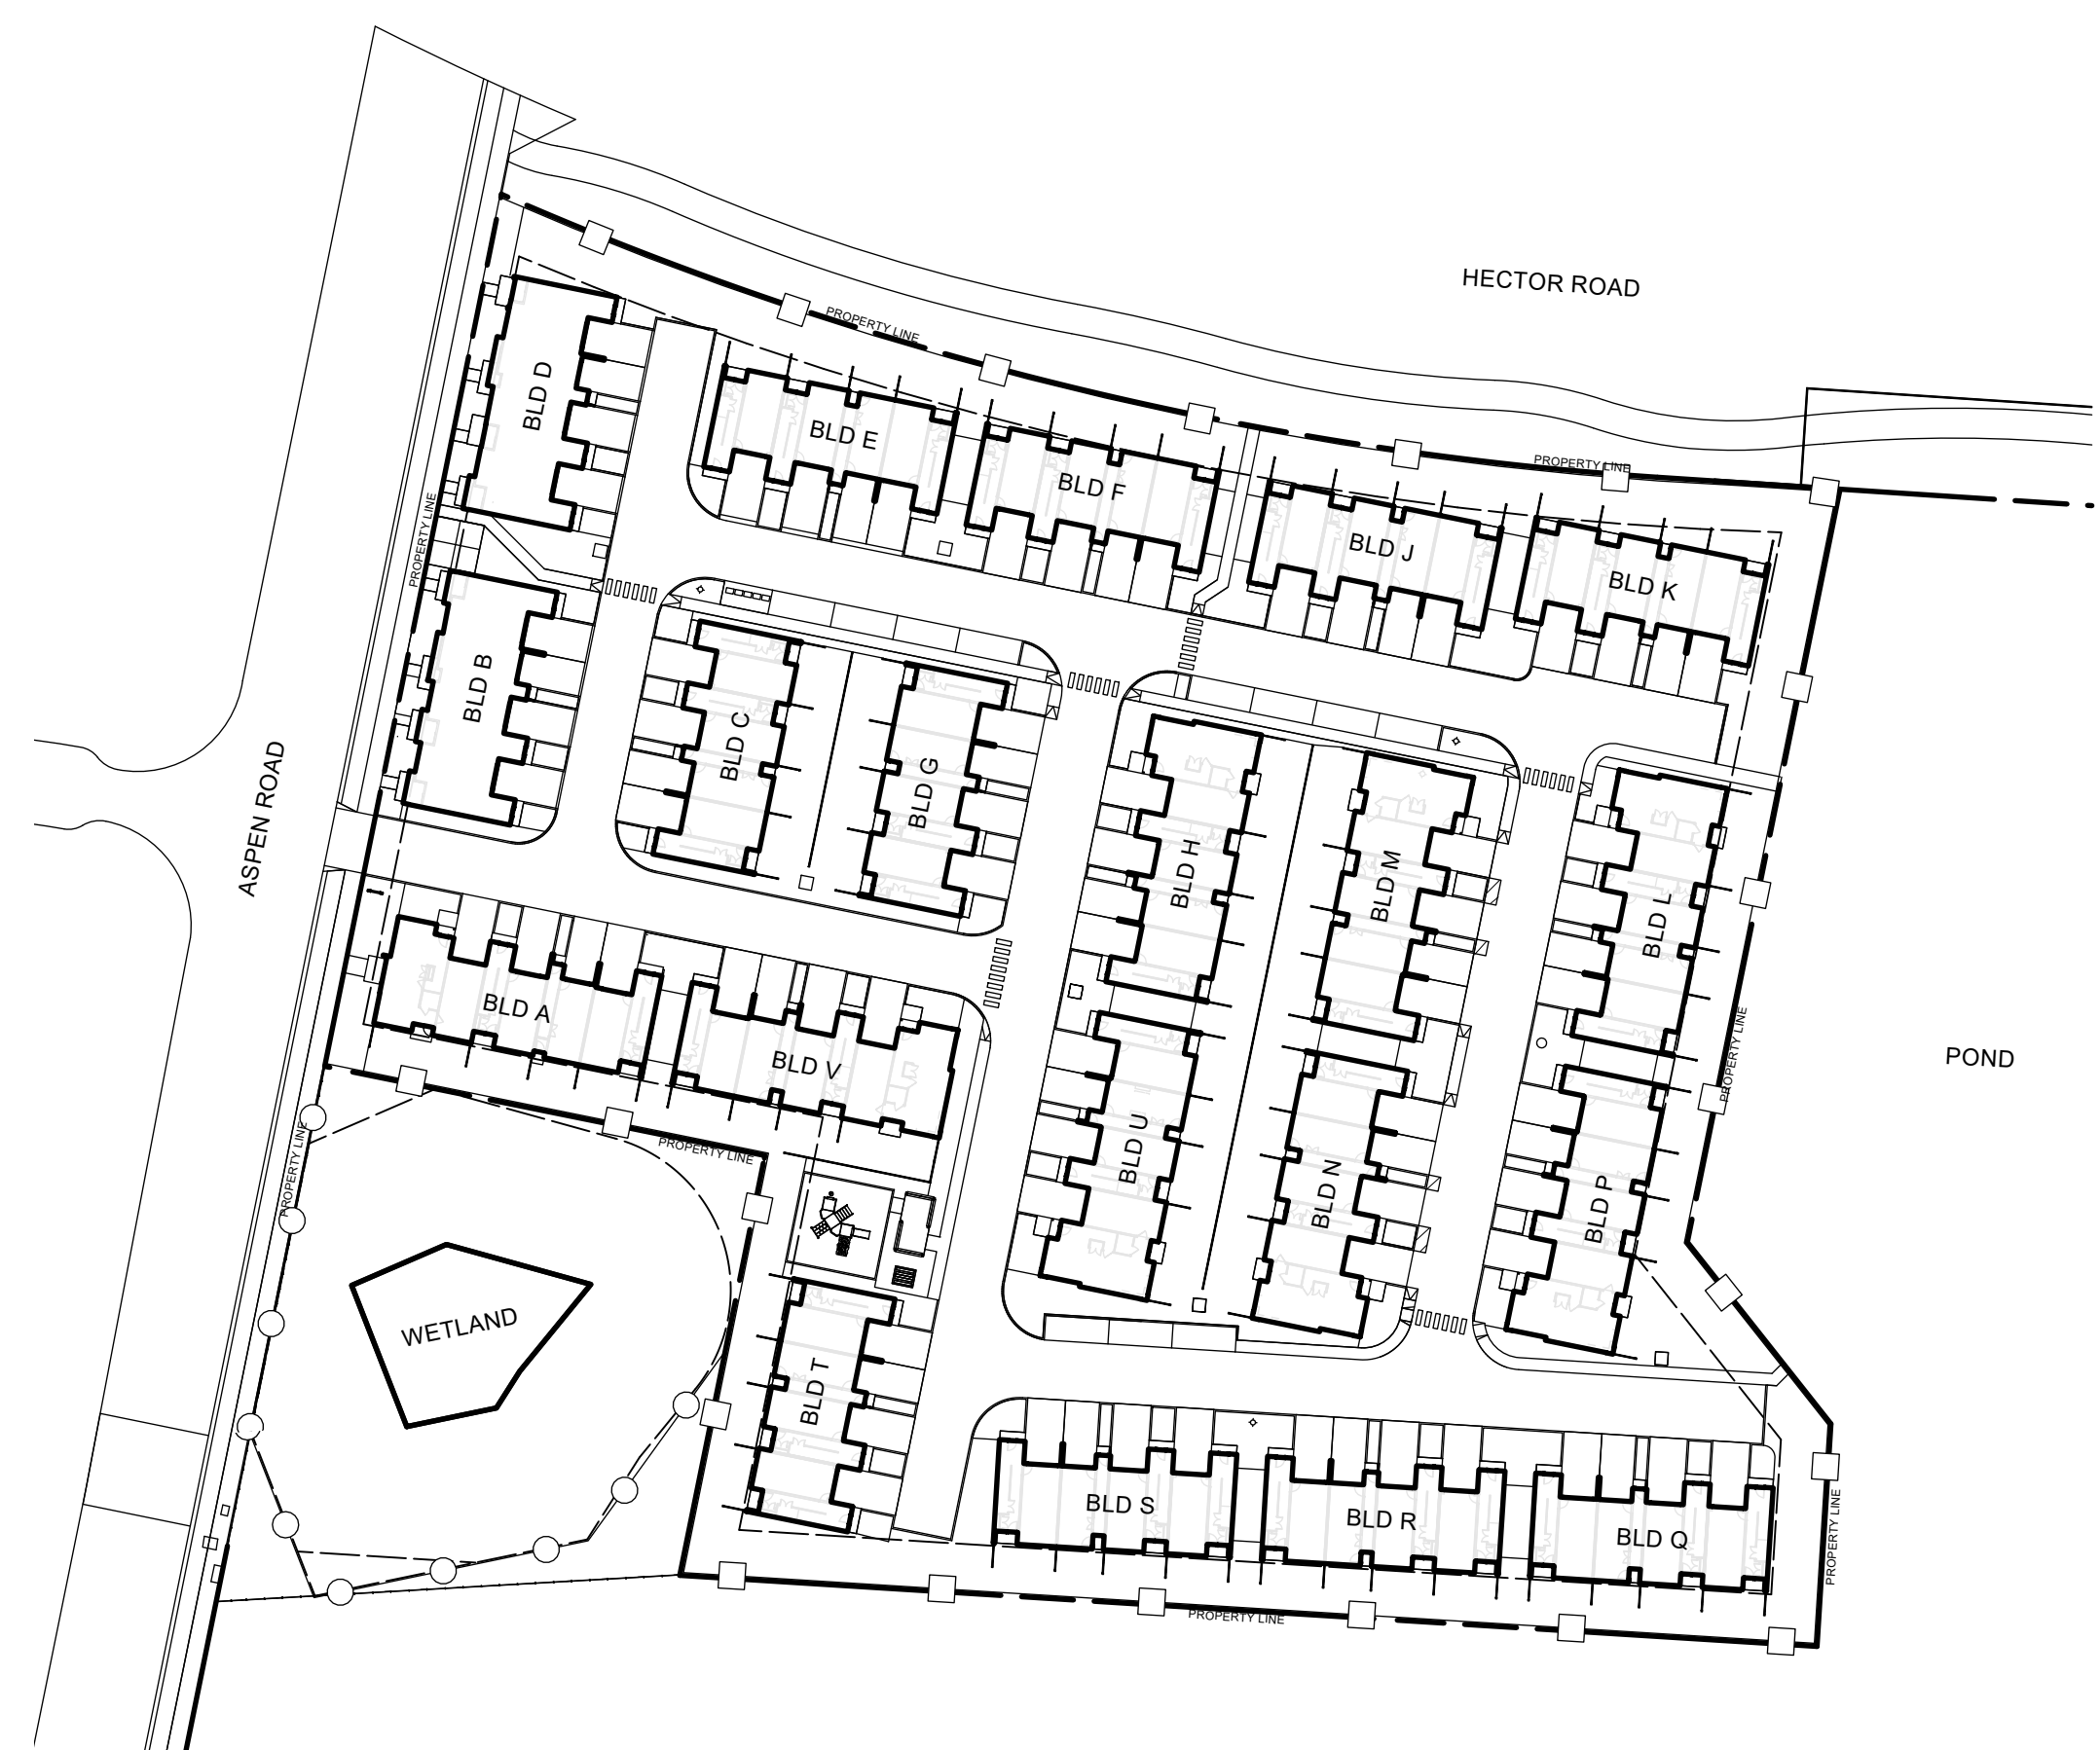 HECTOR ROAD
PROPERTY LINE
BLD D
BLD E
PROPERTY LINE
BLD F
PROPERTY LINE
BLD J
BLD K
BLD B
BLD C
BLD G
ASPEN ROAD
BLD H
BLD M
BLD L
BLD A
BLD V
PROPERTY LINE
POND
PROPERTY LINE
PROPERTY LINE
BLD U
BLD N
BLD P
WETLAND
BLD T
BLD S
BLD R
BLD Q
PROPERTY LINE
PROPERTY LINE